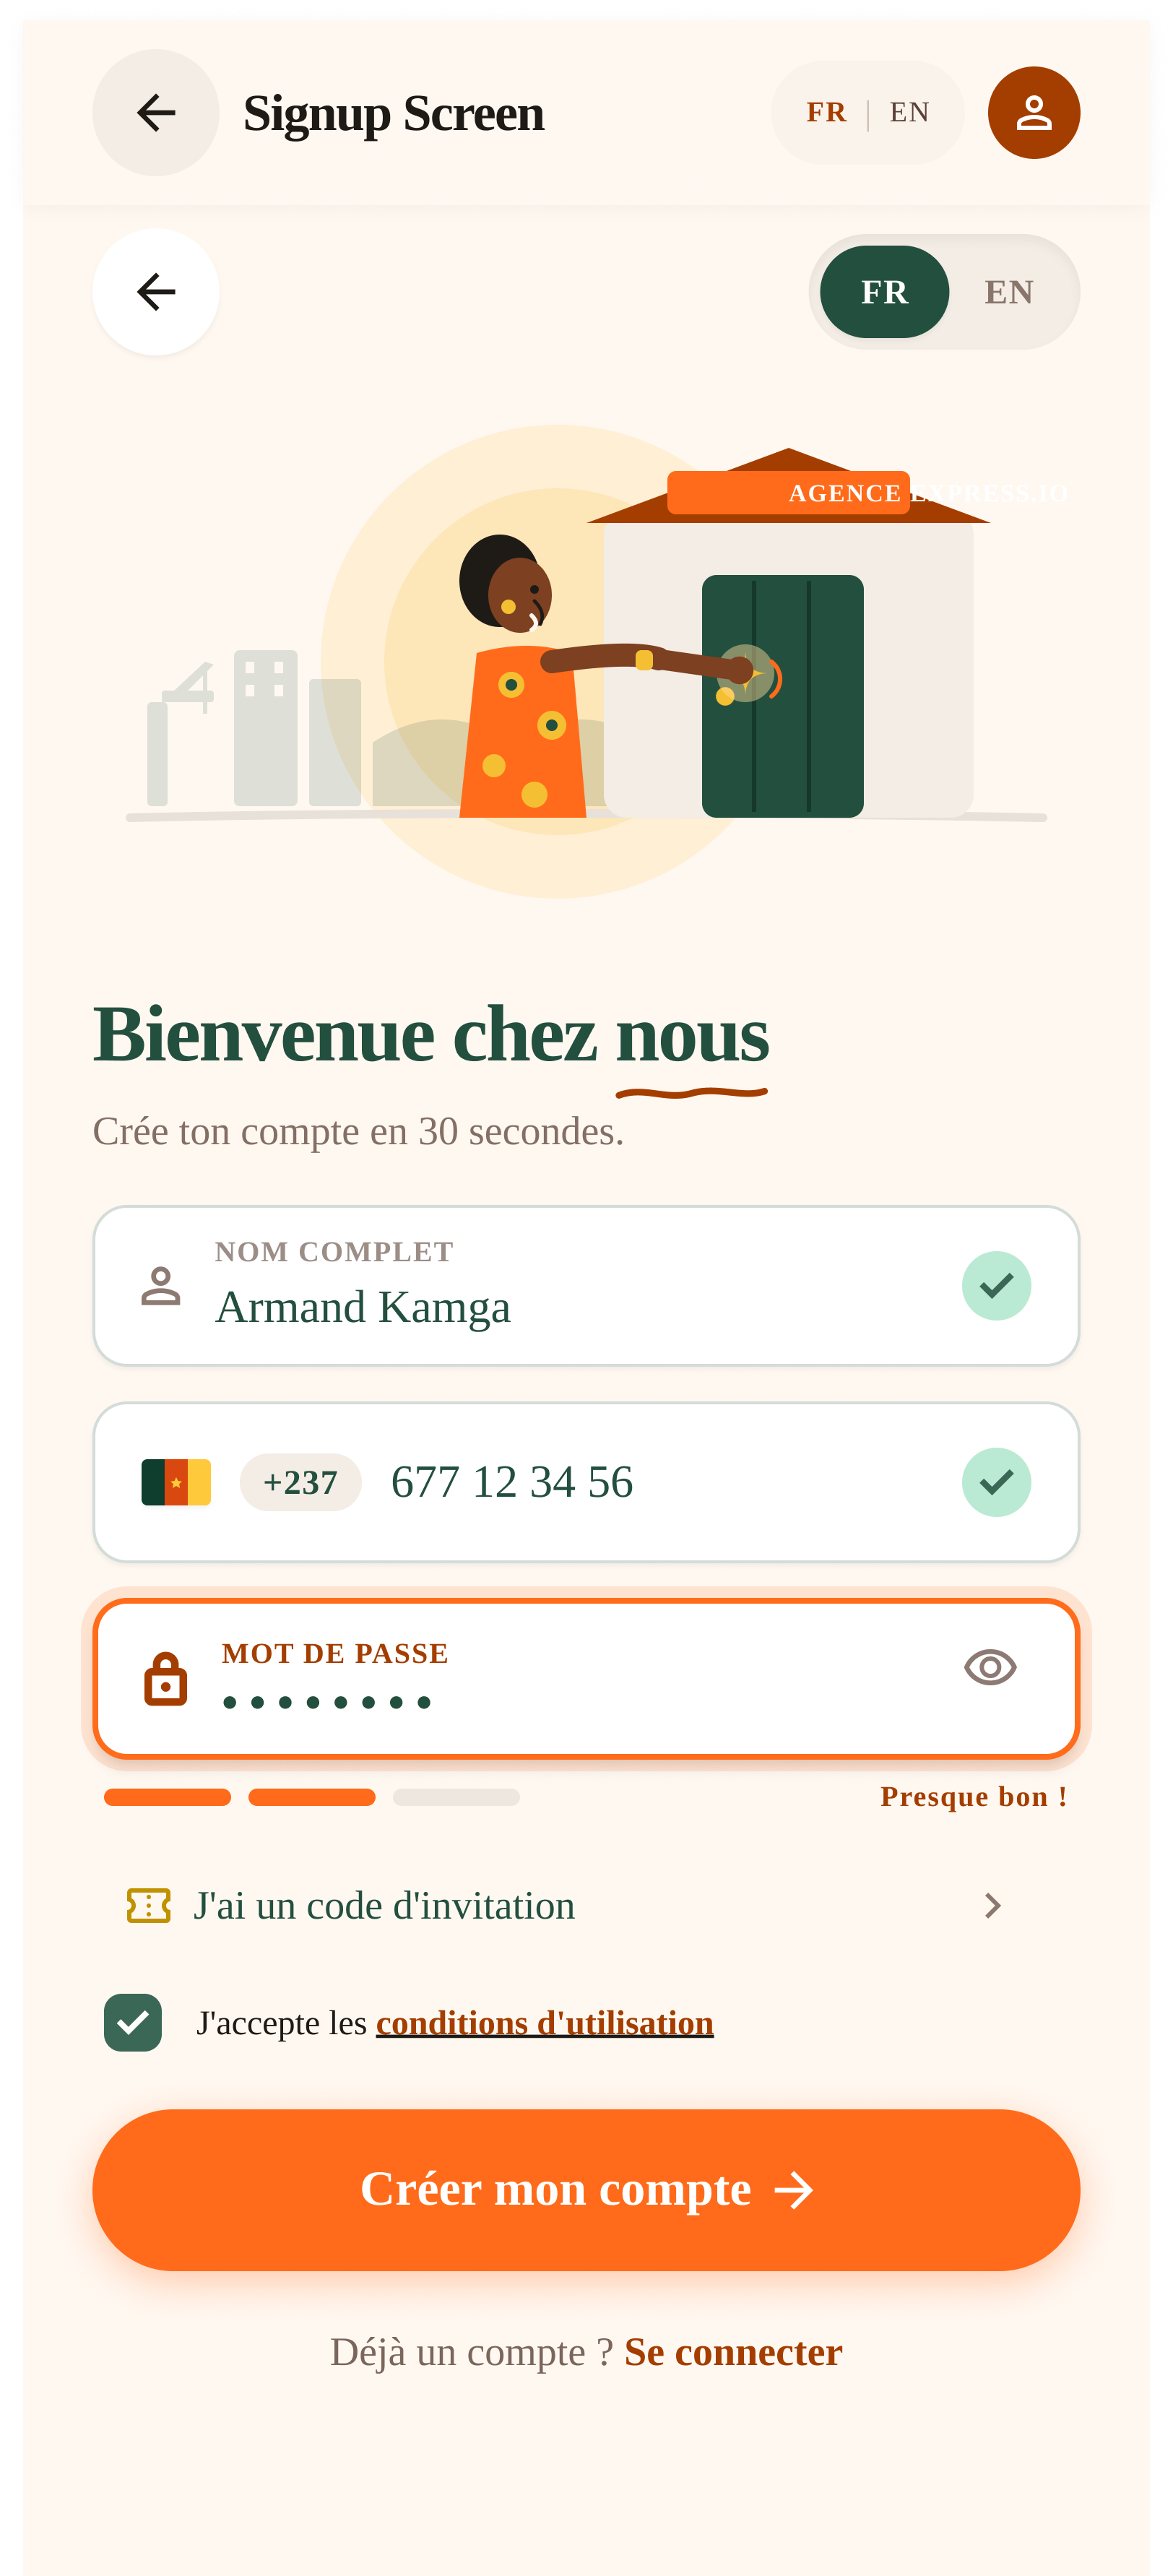 Signup Screen
FR | EN
FR EN
AGENCE EXPRESS.IO
Bienvenue chez nous
Crée ton compte en 30 secondes.
NOM COMPLET
Armand Kamga
+237 677 12 34 56
MOT DE PASSE
••••••••
Presque bon !
J'ai un code d'invitation
J'accepte les conditions d'utilisation
Créer mon compte →
Déjà un compte ? Se connecter